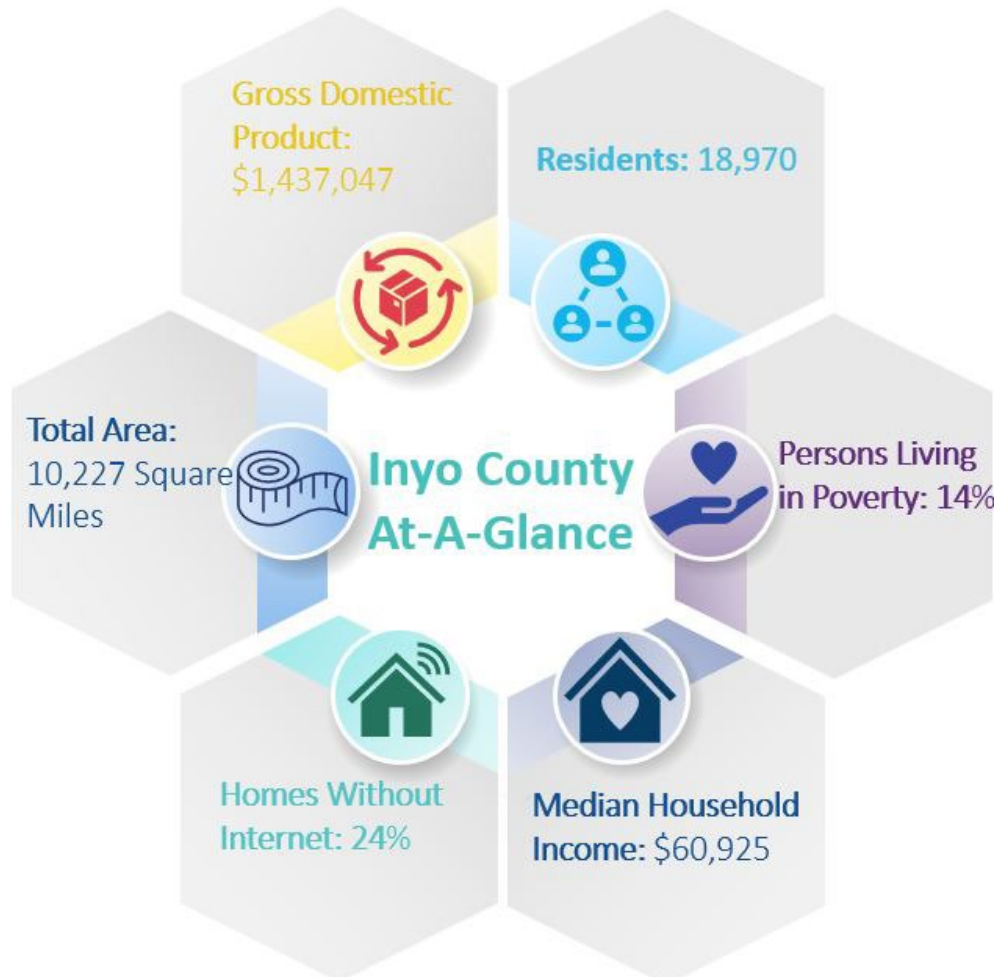 Gross Domestic
Product:
$1,437,047
Residents: 18,970
Total Area:
10,227 Square
Miles
Inyo County
At-A-Glance
Persons Living
in Poverty: 14%
Homes Without
Internet: 24%
Median Household
Income: $60,925